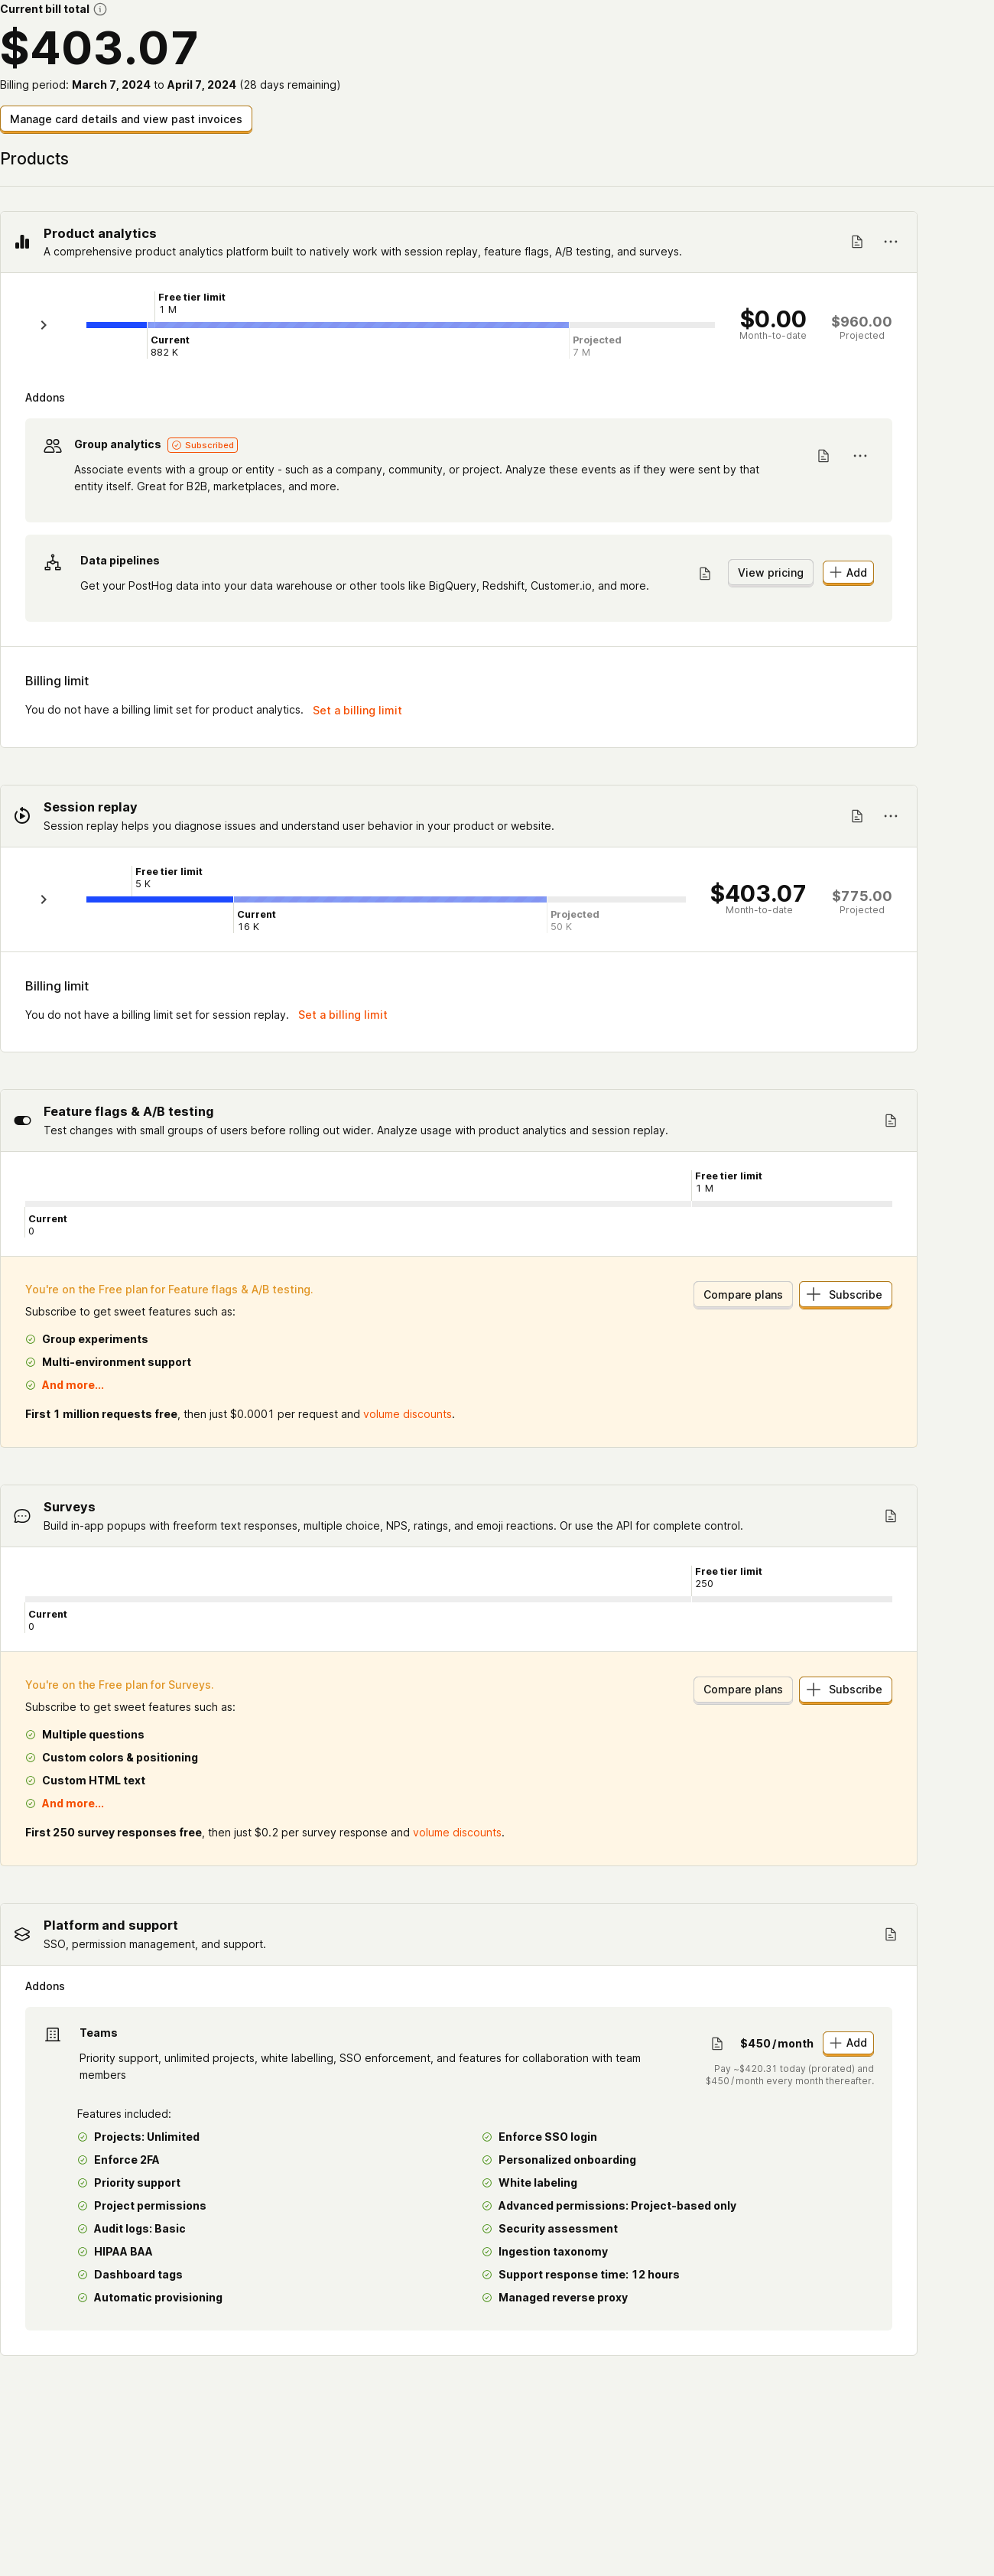 Current bill total
$403.07
Billing period: March 7, 2024 to April 7, 2024 (28 days remaining)
Manage card details and view past invoices
Products
Product analytics
A comprehensive product analytics platform built to natively work with session replay, feature flags, A/B testing, and surveys.
Free tier limit
1 M
Current
882 K
Projected
7 M
$0.00
Month-to-date
$960.00
Projected
Addons
Group analytics Subscribed
Associate events with a group or entity - such as a company, community, or project. Analyze these events as if they were sent by that
entity itself. Great for B2B, marketplaces, and more.
Data pipelines
Get your PostHog data into your data warehouse or other tools like BigQuery, Redshift, Customer.io, and more.
View pricing
Add
Billing limit
You do not have a billing limit set for product analytics. Set a billing limit
Session replay
Session replay helps you diagnose issues and understand user behavior in your product or website.
Free tier limit
5 K
Current
16 K
Projected
50 K
$403.07
Month-to-date
$775.00
Projected
Billing limit
You do not have a billing limit set for session replay. Set a billing limit
Feature flags & A/B testing
Test changes with small groups of users before rolling out wider. Analyze usage with product analytics and session replay.
Free tier limit
1 M
Current
0
You're on the Free plan for Feature flags & A/B testing.
Compare plans
Subscribe
Subscribe to get sweet features such as:
Group experiments
Multi-environment support
And more...
First 1 million requests free, then just $0.0001 per request and volume discounts.
Surveys
Build in-app popups with freeform text responses, multiple choice, NPS, ratings, and emoji reactions. Or use the API for complete control.
Free tier limit
250
Current
0
You're on the Free plan for Surveys.
Compare plans
Subscribe
Subscribe to get sweet features such as:
Multiple questions
Custom colors & positioning
Custom HTML text
And more...
First 250 survey responses free, then just $0.2 per survey response and volume discounts.
Platform and support
SSO, permission management, and support.
Addons
Teams
Priority support, unlimited projects, white labelling, SSO enforcement, and features for collaboration with team
members
$450/month
Add
Pay ~$420.31 today (prorated) and
$450/month every month thereafter.
Features included:
Projects: Unlimited
Enforce SSO login
Enforce 2FA
Personalized onboarding
Priority support
White labeling
Project permissions
Advanced permissions: Project-based only
Audit logs: Basic
Security assessment
HIPAA BAA
Ingestion taxonomy
Dashboard tags
Support response time: 12 hours
Automatic provisioning
Managed reverse proxy